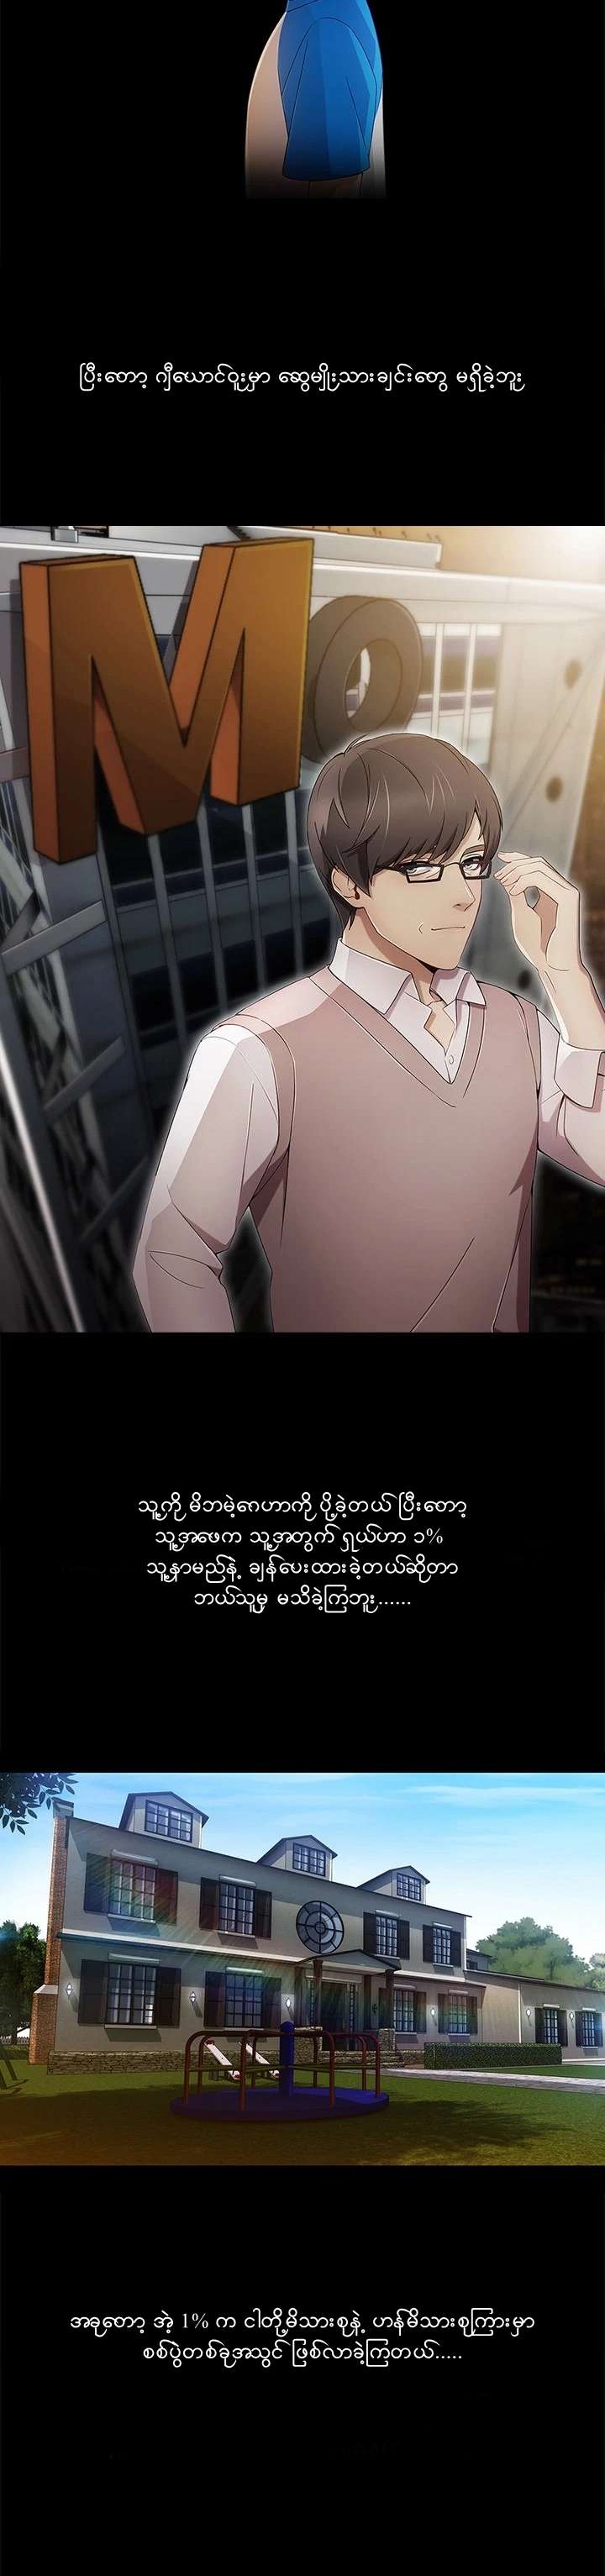 ပြီးတော့ ဂျီယောင်ဝူးမှာ ဆွေမျိုးသားချင်းတွေ မရှိခဲ့ဘူး
MO
သူ့ကို မိဘမဲ့ဂေဟာကို ပို့ခဲ့တယ် ပြီးတော့
သူ့အဖေက သူ့အတွက် ရှယ်ဟာ ၁%
သူ့နာမည်နဲ့ ချန်ပေးထားခဲ့တယ်ဆိုတာ
ဘယ်သူမှ မသိခဲ့ကြဘူး......
အခုတော့ အဲ့ 1% က ငါတို့မိသားစုနဲ့ ဟန်မိသားစုကြားမှာ
စစ်ပွဲတစ်ခုအသွင် ဖြစ်လာခဲ့ကြတယ်.....